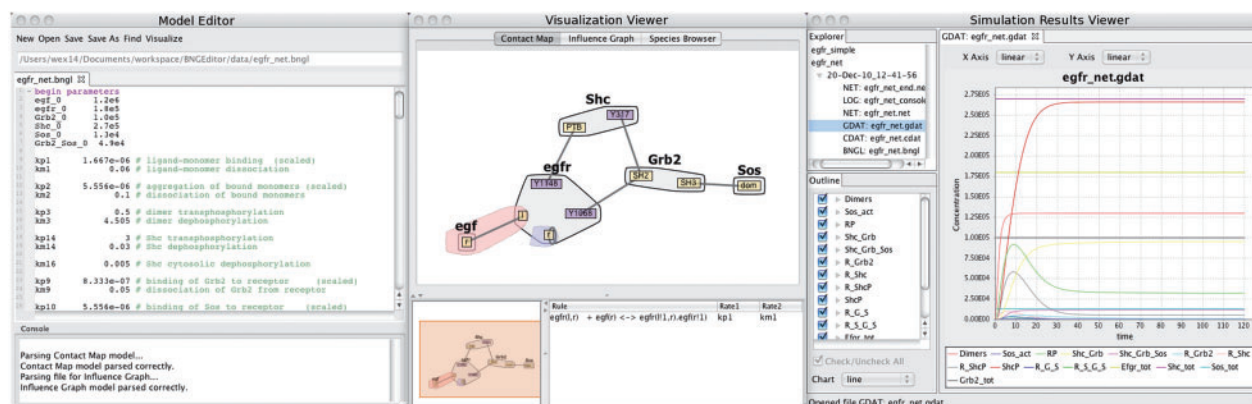 Model Editor
New Open Save Save As Find Visualize
/Users/wex14/Documents/workspace/BNGEditor/data/egfr_net.bngl
egfr_net.bngl
begin parameters
egf_0 1.2e6
egfr_0 1.8e5
Grb2_0 1.0e5
Shc_0 2.7e5
Sos_0 1.3e4
Grb2_Sos_0 4.9e4
kp1 1.667e-06 # ligand-monomer binding (scaled)
km1 0.06 # ligand-monomer dissociation
kp2 5.556e-06 # aggregation of bound monomers (scaled)
km2 0.1 # dissociation of bound monomers
kp3 0.5 # dimer transphosphorylation
km3 4.505 # dimer dephosphorylation
kp14 3 # Shc transphosphorylation
km14 0.03 # Shc dephosphorylation
km16 0.005 # Shc cytosolic dephosphorylation
kp9 8.333e-07 # binding of Grb2 to receptor (scaled)
km9 0.05 # dissociation of Grb2 from receptor
kp10 5.556e-06 # binding of Sos to receptor (scaled)
Console
Parsing Contact Map model...
Contact Map model parsed correctly.
Parsing file for Influence Graph...
Influence Graph model parsed correctly.
Visualization Viewer
Contact Map Influence Graph Species Browser
Shc
Y317
PTB
egfr
Grb2
Sos
Y1148
SH2
SH3
dom
Y1068
egf
l
r
r
Rule Rate1 Rate2
egfr(l,r) + egf(r) <-> egfr(l!1,r).egf(r!1) kp1 km1
Simulation Results Viewer
Explorer
egfr_simple
egfr_net
20-Dec-10_12-41-56
NET: egfr_net_end.ne
LOG: egfr_net_console
NET: egfr_net.net
GDAT: egfr_net.gdat
CDAT: egfr_net.cdat
BNGL: egfr_net.bngl
Outline
Dimers
Sos_act
RP
Shc_Grb
Shc_Grb_Sos
R_Grb2
R_Shc
R_ShcP
ShcP
R_G_S
R_S_G_S
Efgr_tot
Check/Uncheck All
Chart line
Opened file GDAT: egfr_net.gdat
GDAT: egfr_net.gdat
X Axis linear Y Axis linear
egfr_net.gdat
Concentration
2.75E05
2.50E05
2.25E05
2.00E05
1.75E05
1.50E05
1.25E05
1.00E05
7.50E04
5.00E04
2.50E04
0.00E00
0 10 20 30 40 50 60 70 80 90 100 110 120
time
Dimers Sos_act RP Shc_Grb Shc_Grb_Sos R_Grb2 R_Shc
R_ShcP ShcP R_G_S R_S_G_S Efgr_tot Shc_tot Sos_tot
Grb2_tot